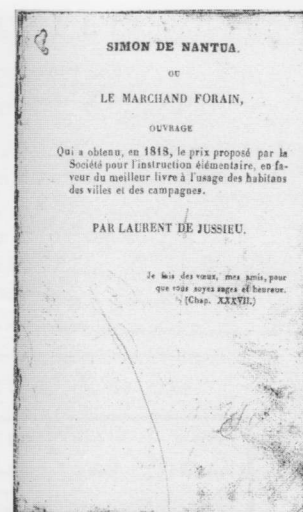 SIMON DE NANTUA.
OU
LE MARCHAND FORAIN,
OUVRAGE
Qui a obtenu, en 1818, le prix proposé par la
Société pour l'instruction élémentaire, en fa-
veur du meilleur livre à l'usage des habitans
des villes et des campagnes.
PAR LAURENT DE JUSSIEU.
Je fais des vœux, mes amis, pour
que vous soyez sages et heureux.
(Chap. XXXVII.)